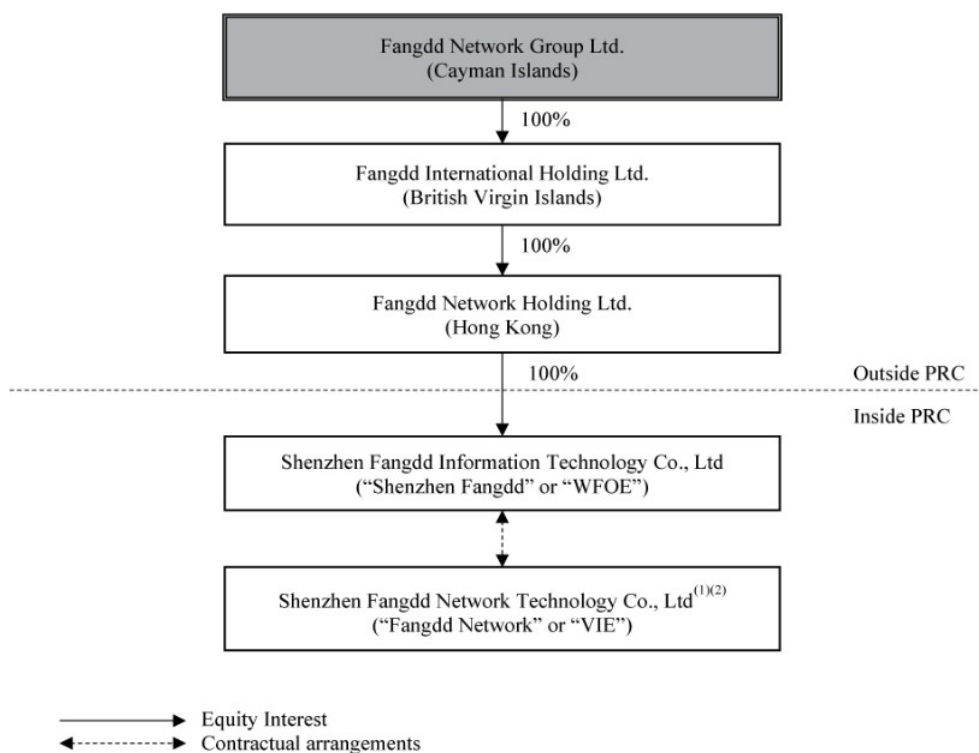 Fangdd Network Group Ltd.
(Cayman Islands)
100%
Fangdd International Holding Ltd.
(British Virgin Islands)
100%
Fangdd Network Holding Ltd.
(Hong Kong)
100%
Outside PRC
Inside PRC
Shenzhen Fangdd Information Technology Co., Ltd
(“Shenzhen Fangdd” or “WFOE”)
Shenzhen Fangdd Network Technology Co., Ltd(1)(2)
(“Fangdd Network” or “VIE”)
Equity Interest
Contractual arrangements